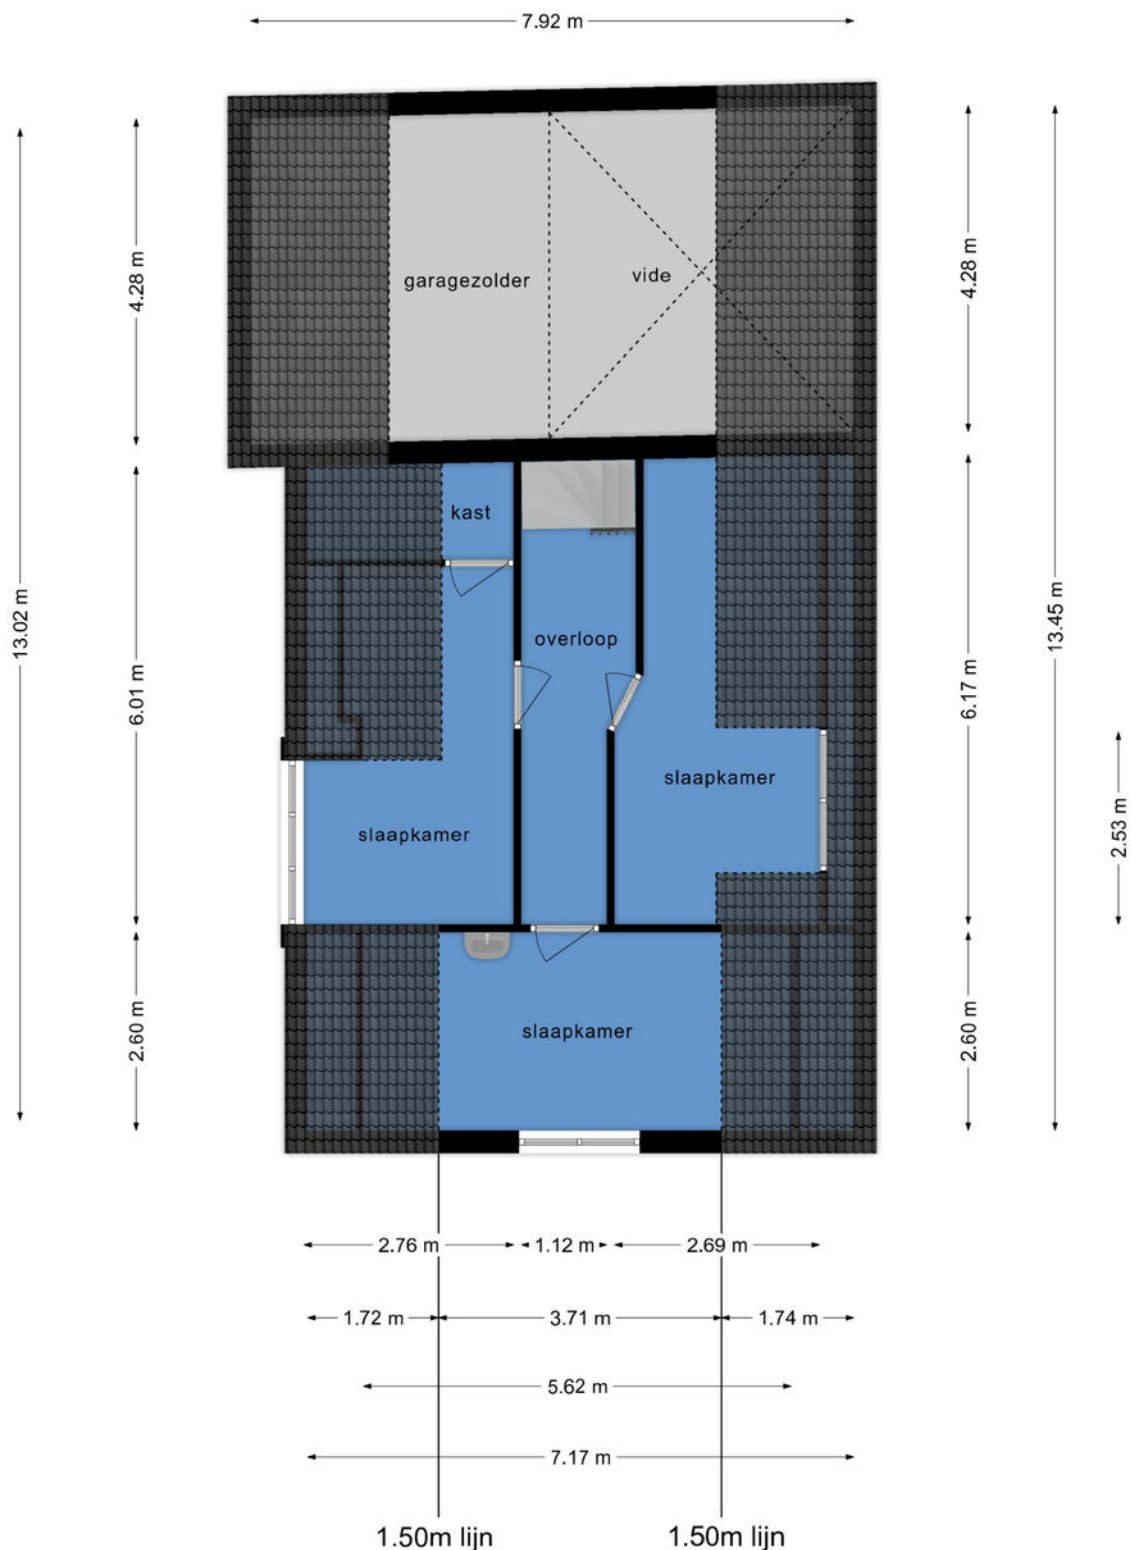 7.92 m
4.28 m
4.28 m
garagezolder
vide
kast
13.02 m
13.45 m
overloop
6.01 m
6.17 m
slaapkamer
2.53 m
slaapkamer
2.60 m
2.60 m
slaapkamer
2.76 m
1.12 m
2.69 m
1.72 m
3.71 m
1.74 m
5.62 m
7.17 m
1.50m lijn
1.50m lijn